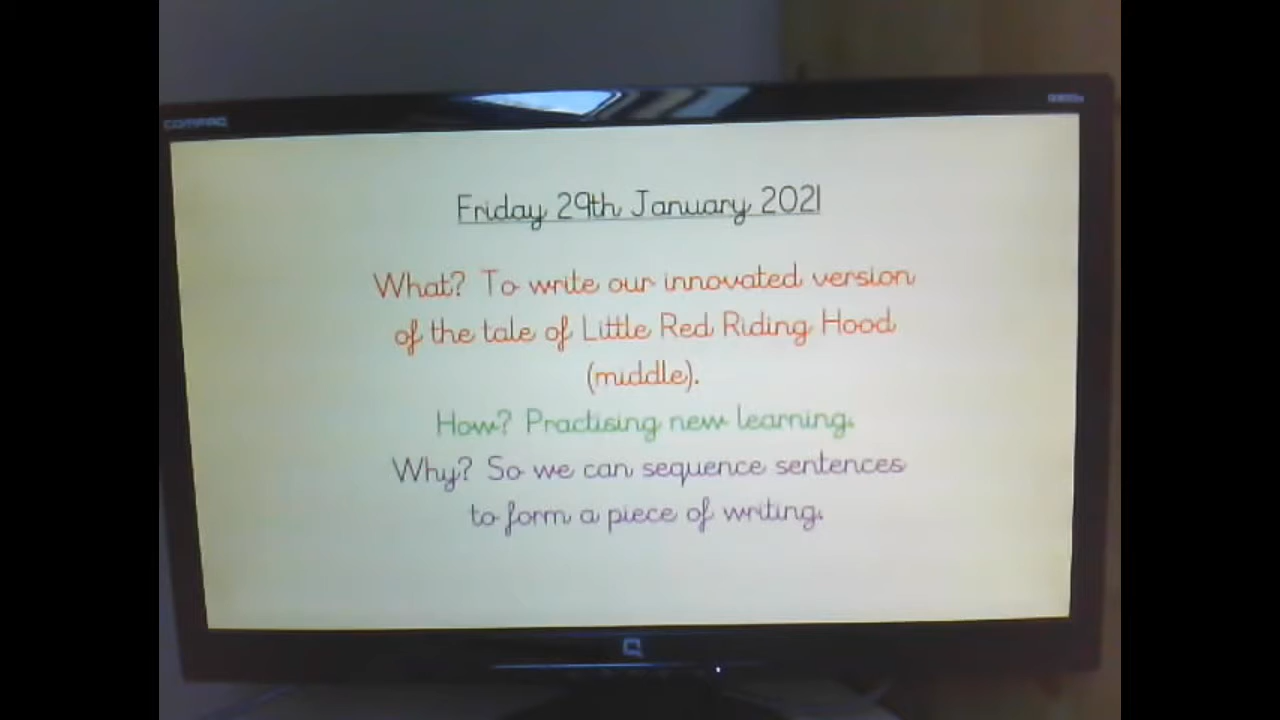 COMPAQ
Friday 29th January 2021
What? To write our innovated version
of the tale of Little Red Riding Hood
(middle).
How? Practising new learning.
Why? So we can sequence sentences
to form a piece of writing.